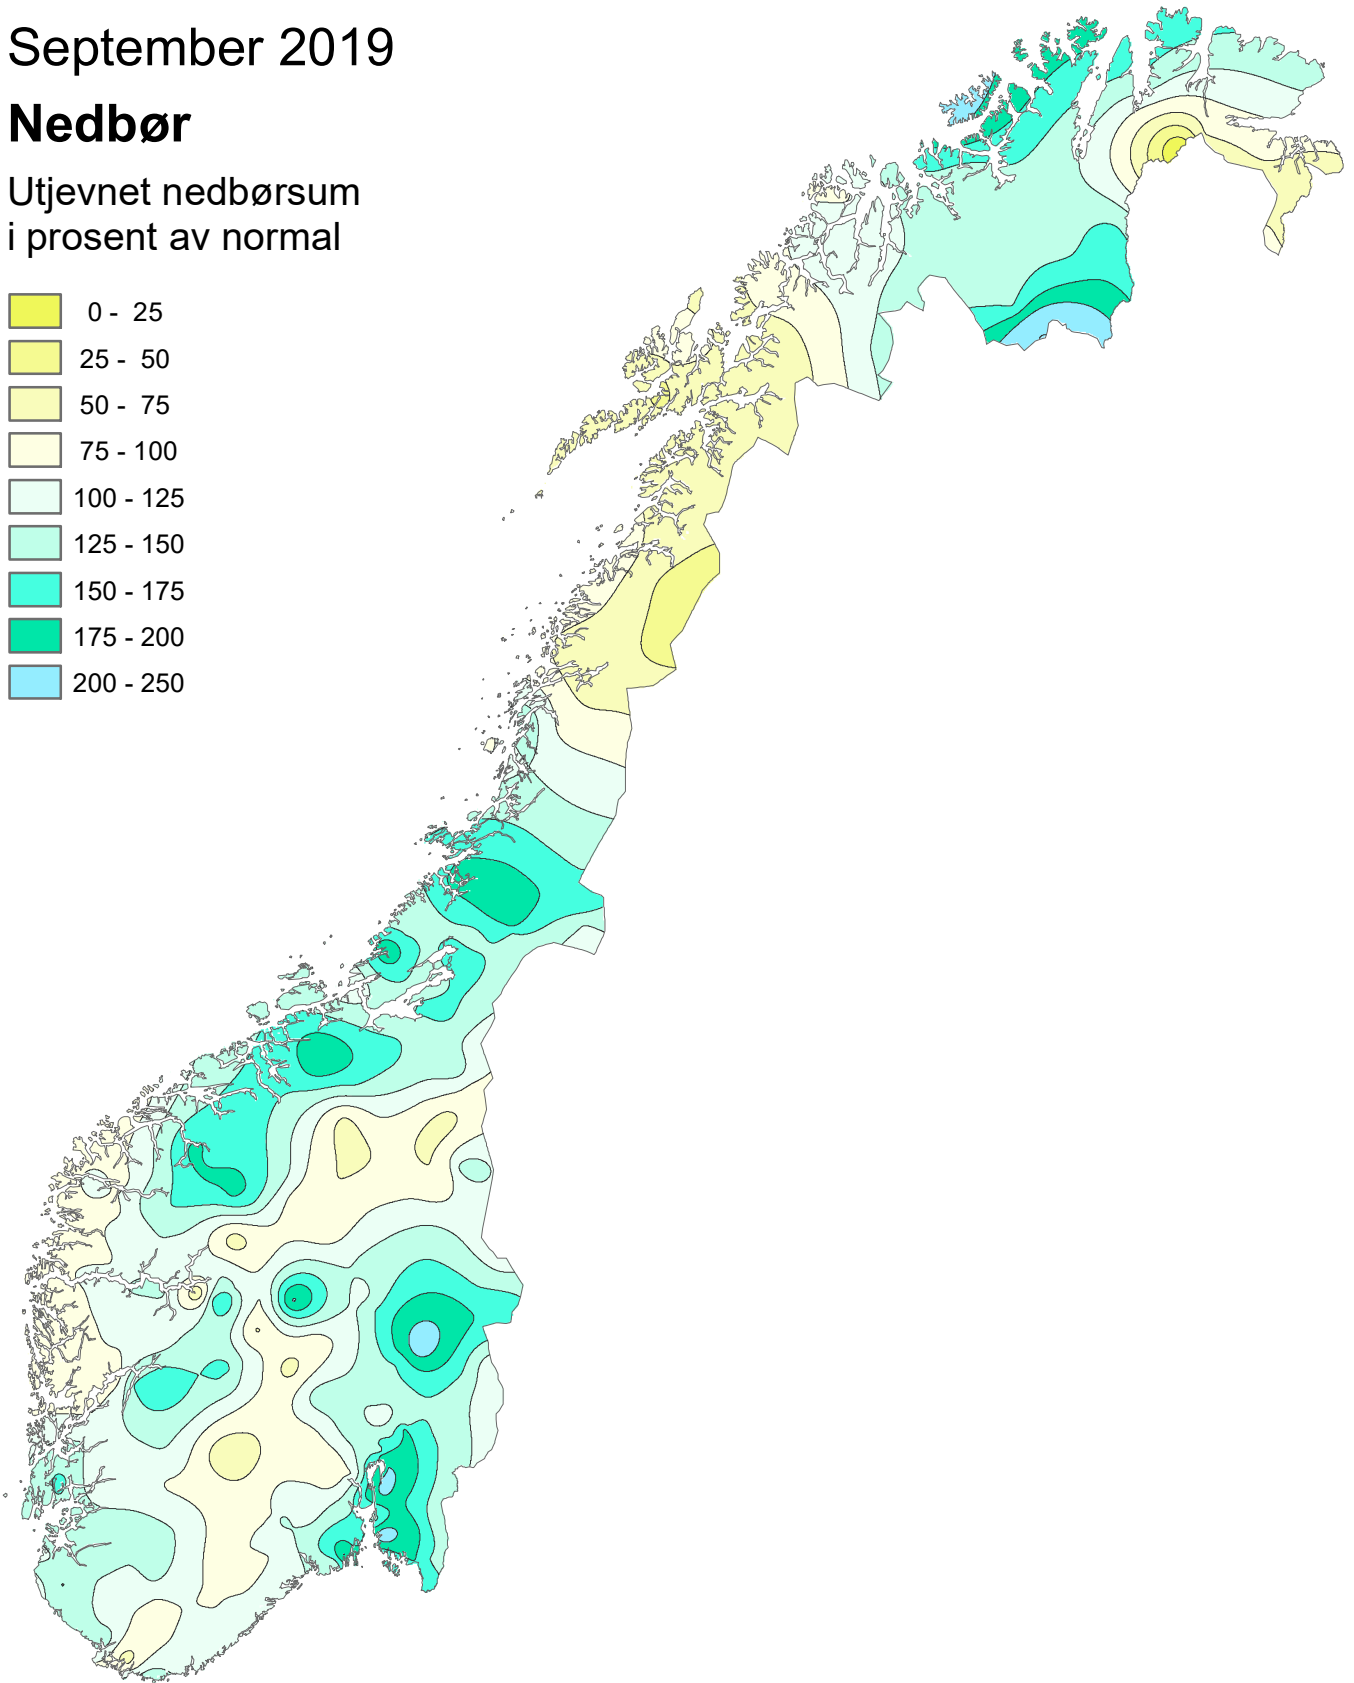 September 2019
Nedbør
Utjevnet nedbørsum
i prosent av normal
0 - 25
25 - 50
50 - 75
75 - 100
100 - 125
125 - 150
150 - 175
175 - 200
200 - 250